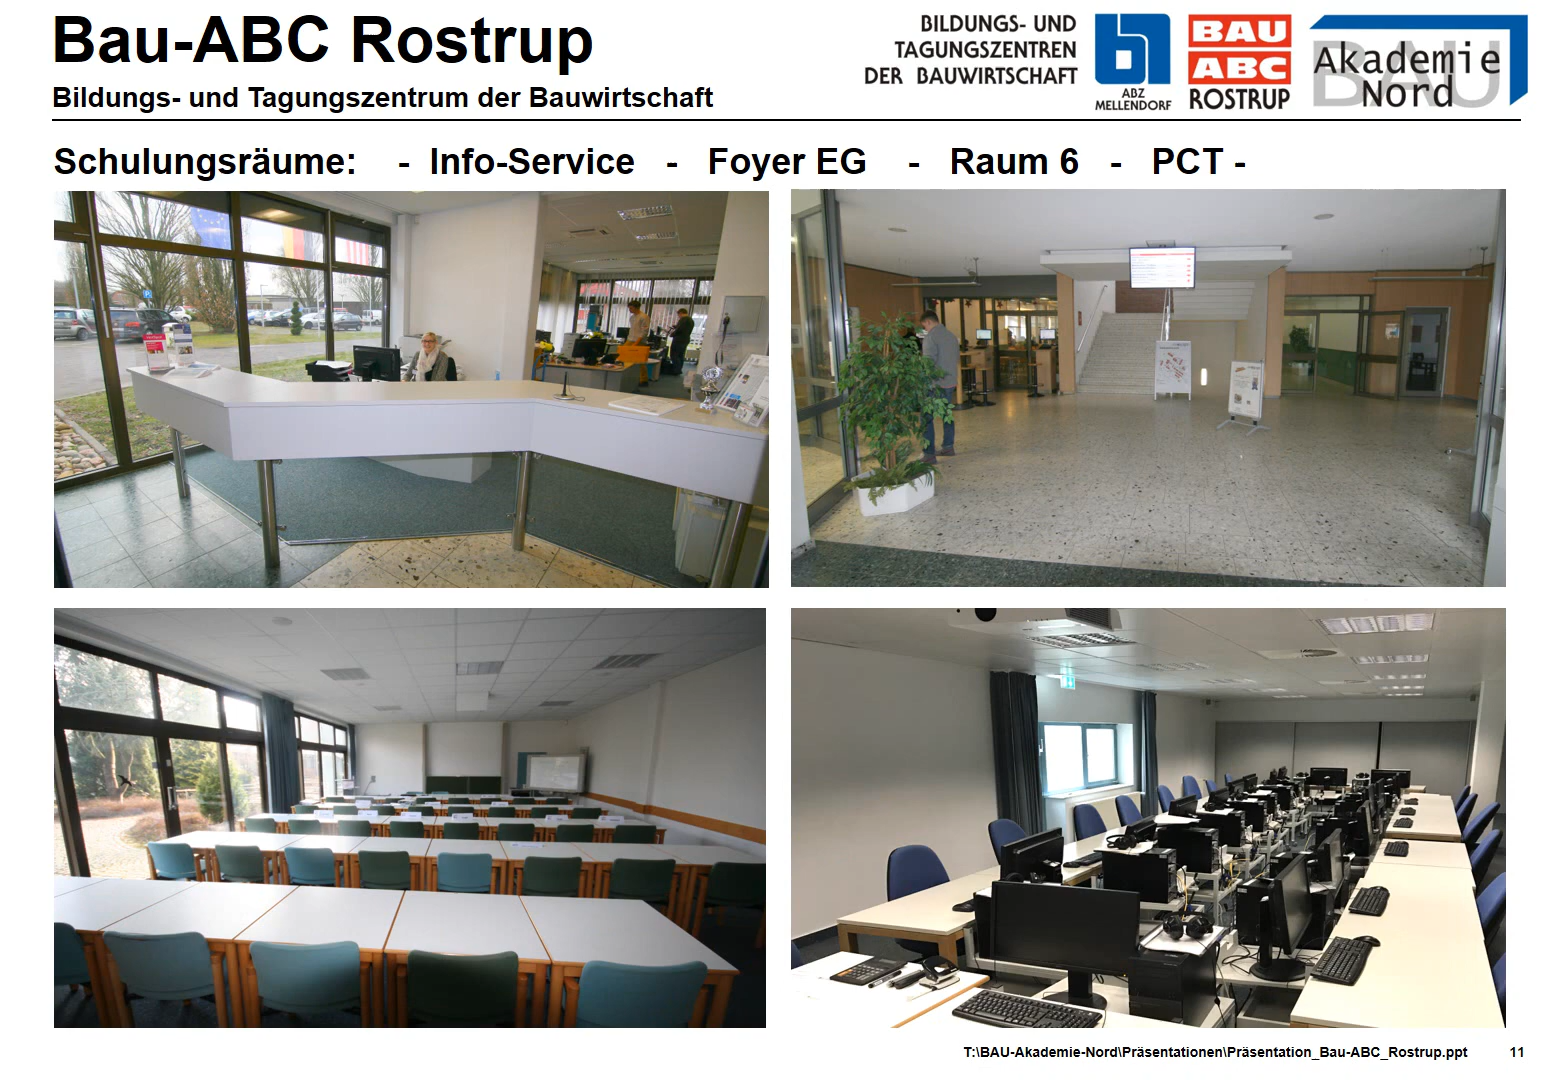 Bau-ABC Rostrup
Bildungs- und Tagungszentrum der Bauwirtschaft
BILDUNGS- UND
TAGUNGSZENTREN
DER BAUWIRTSCHAFT
ABZ
MELLENDORF
BAU
ABC
ROSTRUP
BAU
Akademie
Nord
Schulungsräume: - Info-Service - Foyer EG - Raum 6 - PCT -
T:\BAU-Akademie-Nord\Präsentationen\Präsentation_Bau-ABC_Rostrup.ppt 11